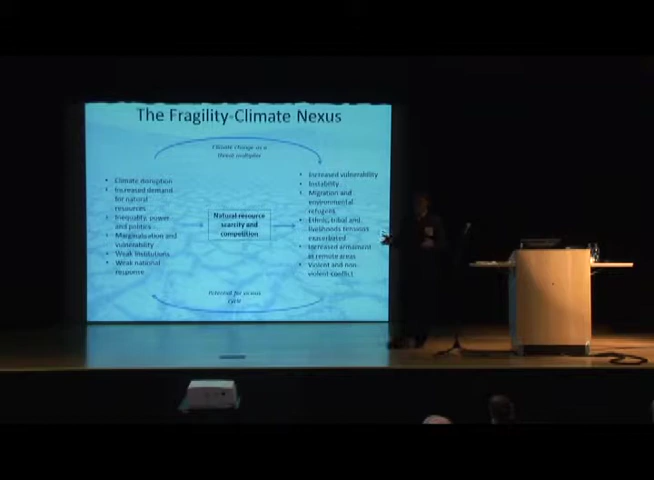 The Fragility-Climate Nexus
Climate change as a
threat multiplier
• Climate disruption
• Increased demand
for natural
resources
• Inequality, power
and politics
• Marginalization and
vulnerability
• Weak institutions
• Weak national
response
Natural resource
scarcity and
competition
• Increased vulnerability
• Instability
• Migration and
environmental
refugees
• Ethnic, tribal and
livelihoods tensions
exacerbated
• Increased armament
in remote areas
• Violent and non-
violent conflict
Potential for vicious
cycle